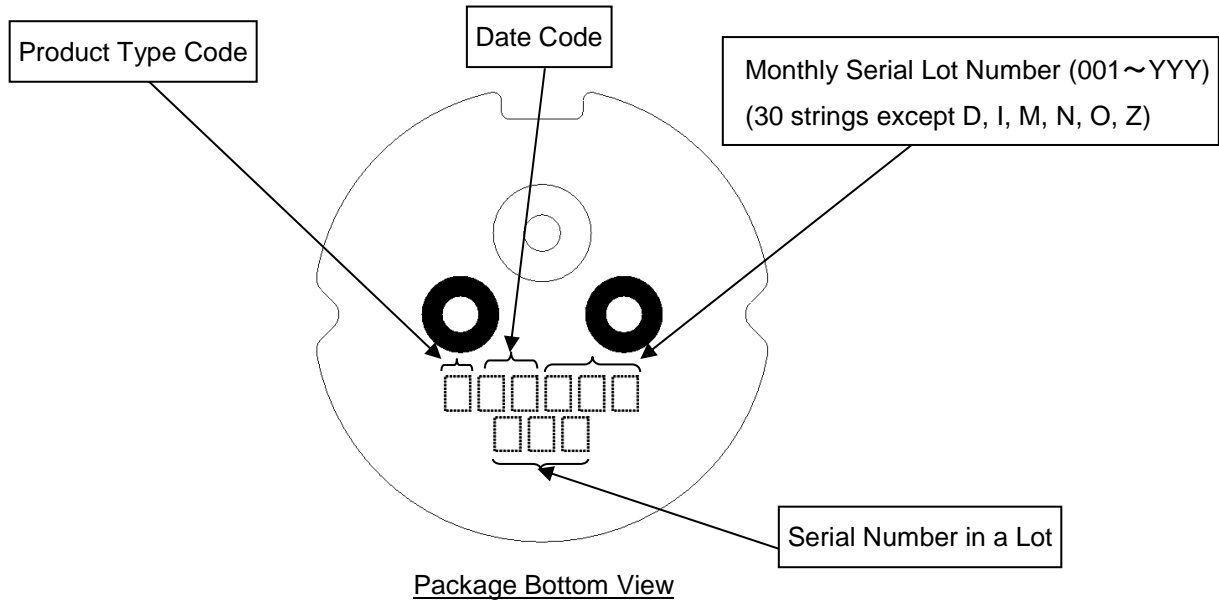 Product Type Code
Date Code
Monthly Serial Lot Number (001～YYY)
(30 strings except D, I, M, N, O, Z)
Serial Number in a Lot
Package Bottom View